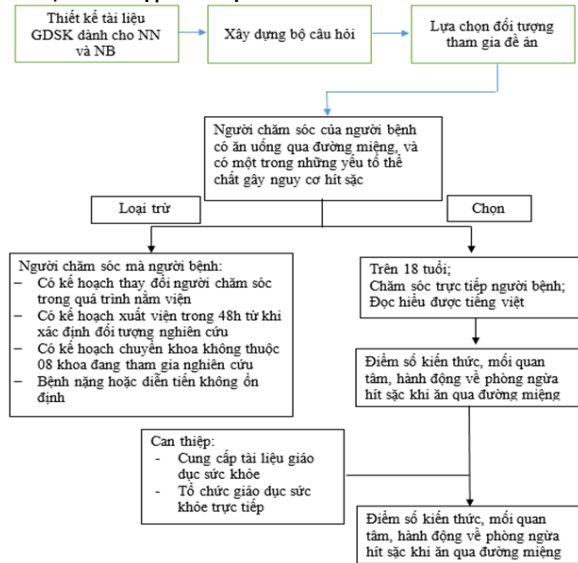 Thiết kế tài liệu
GDSK dành cho NN
và NB
Xây dựng bộ câu hỏi
Lựa chọn đối tượng
tham gia đề án
Người chăm sóc của người bệnh
có ăn uống qua đường miệng, và
có một trong những yếu tố thể
chất gây nguy cơ hít sặc
Loại trừ
Chọn
Người chăm sóc mà người bệnh:
– Có kế hoạch thay đổi người chăm sóc
trong quá trình nằm viện
– Có kế hoạch xuất viện trong 48h từ khi
xác định đối tượng nghiên cứu
– Có kế hoạch chuyển khoa không thuộc
08 khoa đang tham gia nghiên cứu
– Bệnh nặng hoặc diễn tiến không ổn
định
Trên 18 tuổi;
Chăm sóc trực tiếp người bệnh;
Đọc hiểu được tiếng việt
Điểm số kiến thức, mối quan
tâm, hành động về phòng ngừa
hít sặc khi ăn qua đường miệng
Can thiệp:
- Cung cấp tài liệu giáo
dục sức khỏe
- Tổ chức giáo dục sức
khỏe trực tiếp
Điểm số kiến thức, mối quan
tâm, hành động về phòng ngừa
hít sặc khi ăn qua đường miệng